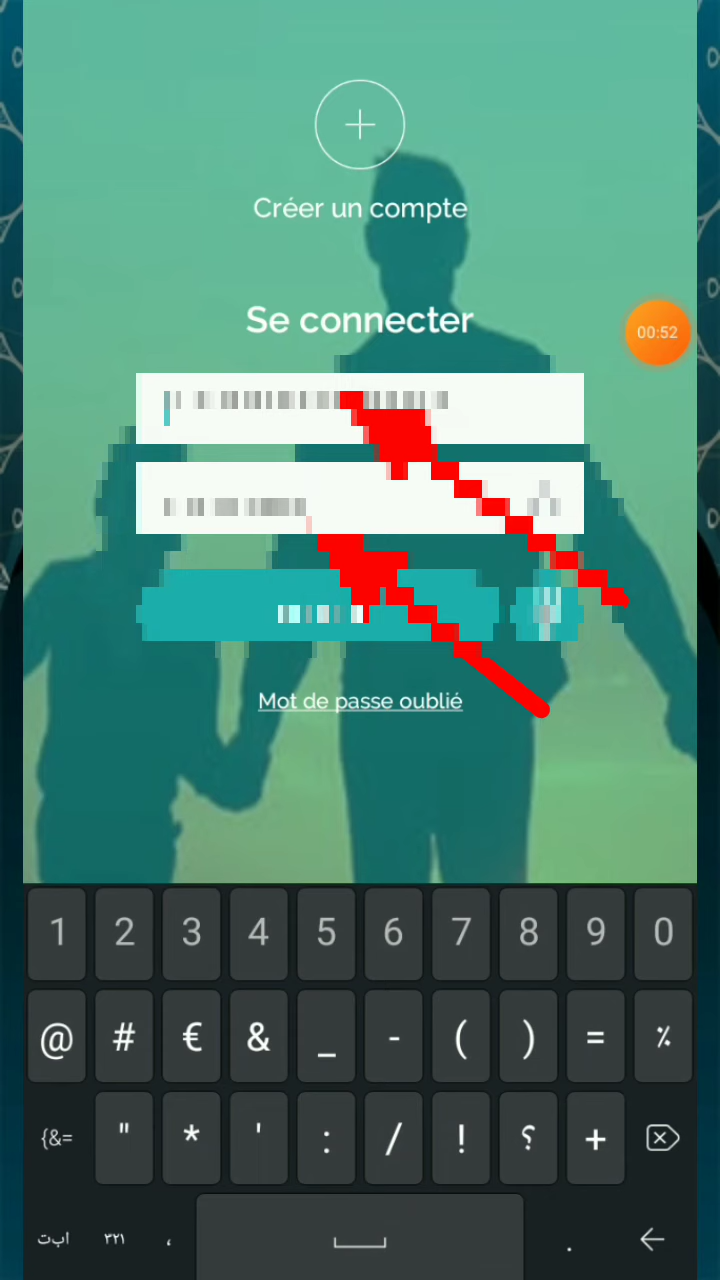 Créer un compte
Se connecter
00:52
Mot de passe oublié
1 2 3 4 5 6 7 8 9 0
@ # € & _ - ( ) = ٪
{&= " * ' : / ! ؟ +
اب‌ت ٣٢١ ، .